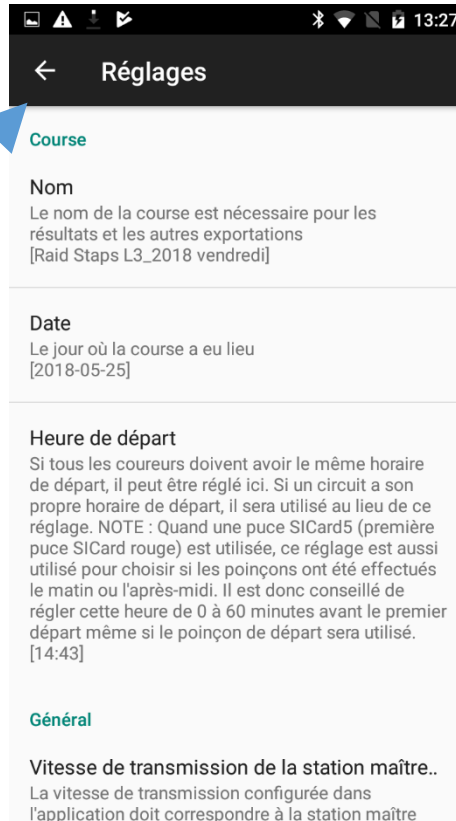 13:27
Réglages
Course
Nom
Le nom de la course est nécessaire pour les
résultats et les autres exportations
[Raid Staps L3_2018 vendredi]
Date
Le jour où la course a eu lieu
[2018-05-25]
Heure de départ
Si tous les coureurs doivent avoir le même horaire
de départ, il peut être réglé ici. Si un circuit a son
propre horaire de départ, il sera utilisé au lieu de ce
réglage. NOTE : Quand une puce SICard5 (première
puce SICard rouge) est utilisée, ce réglage est aussi
utilisé pour choisir si les poinçons ont été effectués
le matin ou l'après-midi. Il est donc conseillé de
régler cette heure de 0 à 60 minutes avant le premier
départ même si le poinçon de départ sera utilisé.
[14:43]
Général
Vitesse de transmission de la station maître..
La vitesse de transmission configurée dans
l'application doit correspondre à la station maître